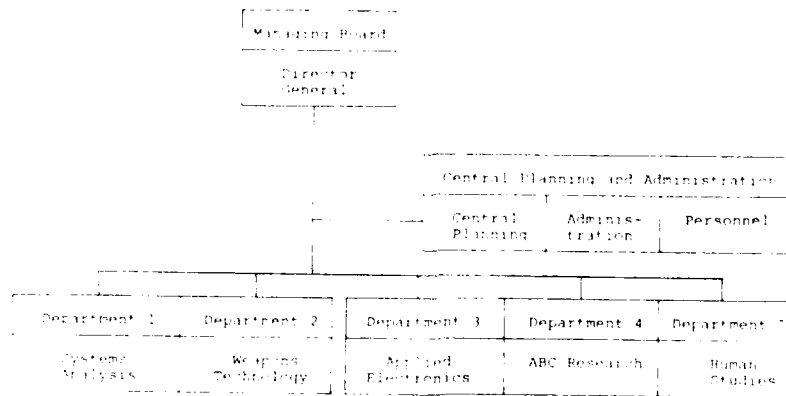 Managing Board
Director
General
Central Planning and Administration
Central
Planning
Adminis-
tration
Personnel
Department 1
Department 2
Department 3
Department 4
Department
Systems
Analysis
Weapons
Technology
Applied
Electronics
ABC Research
Human
Studies